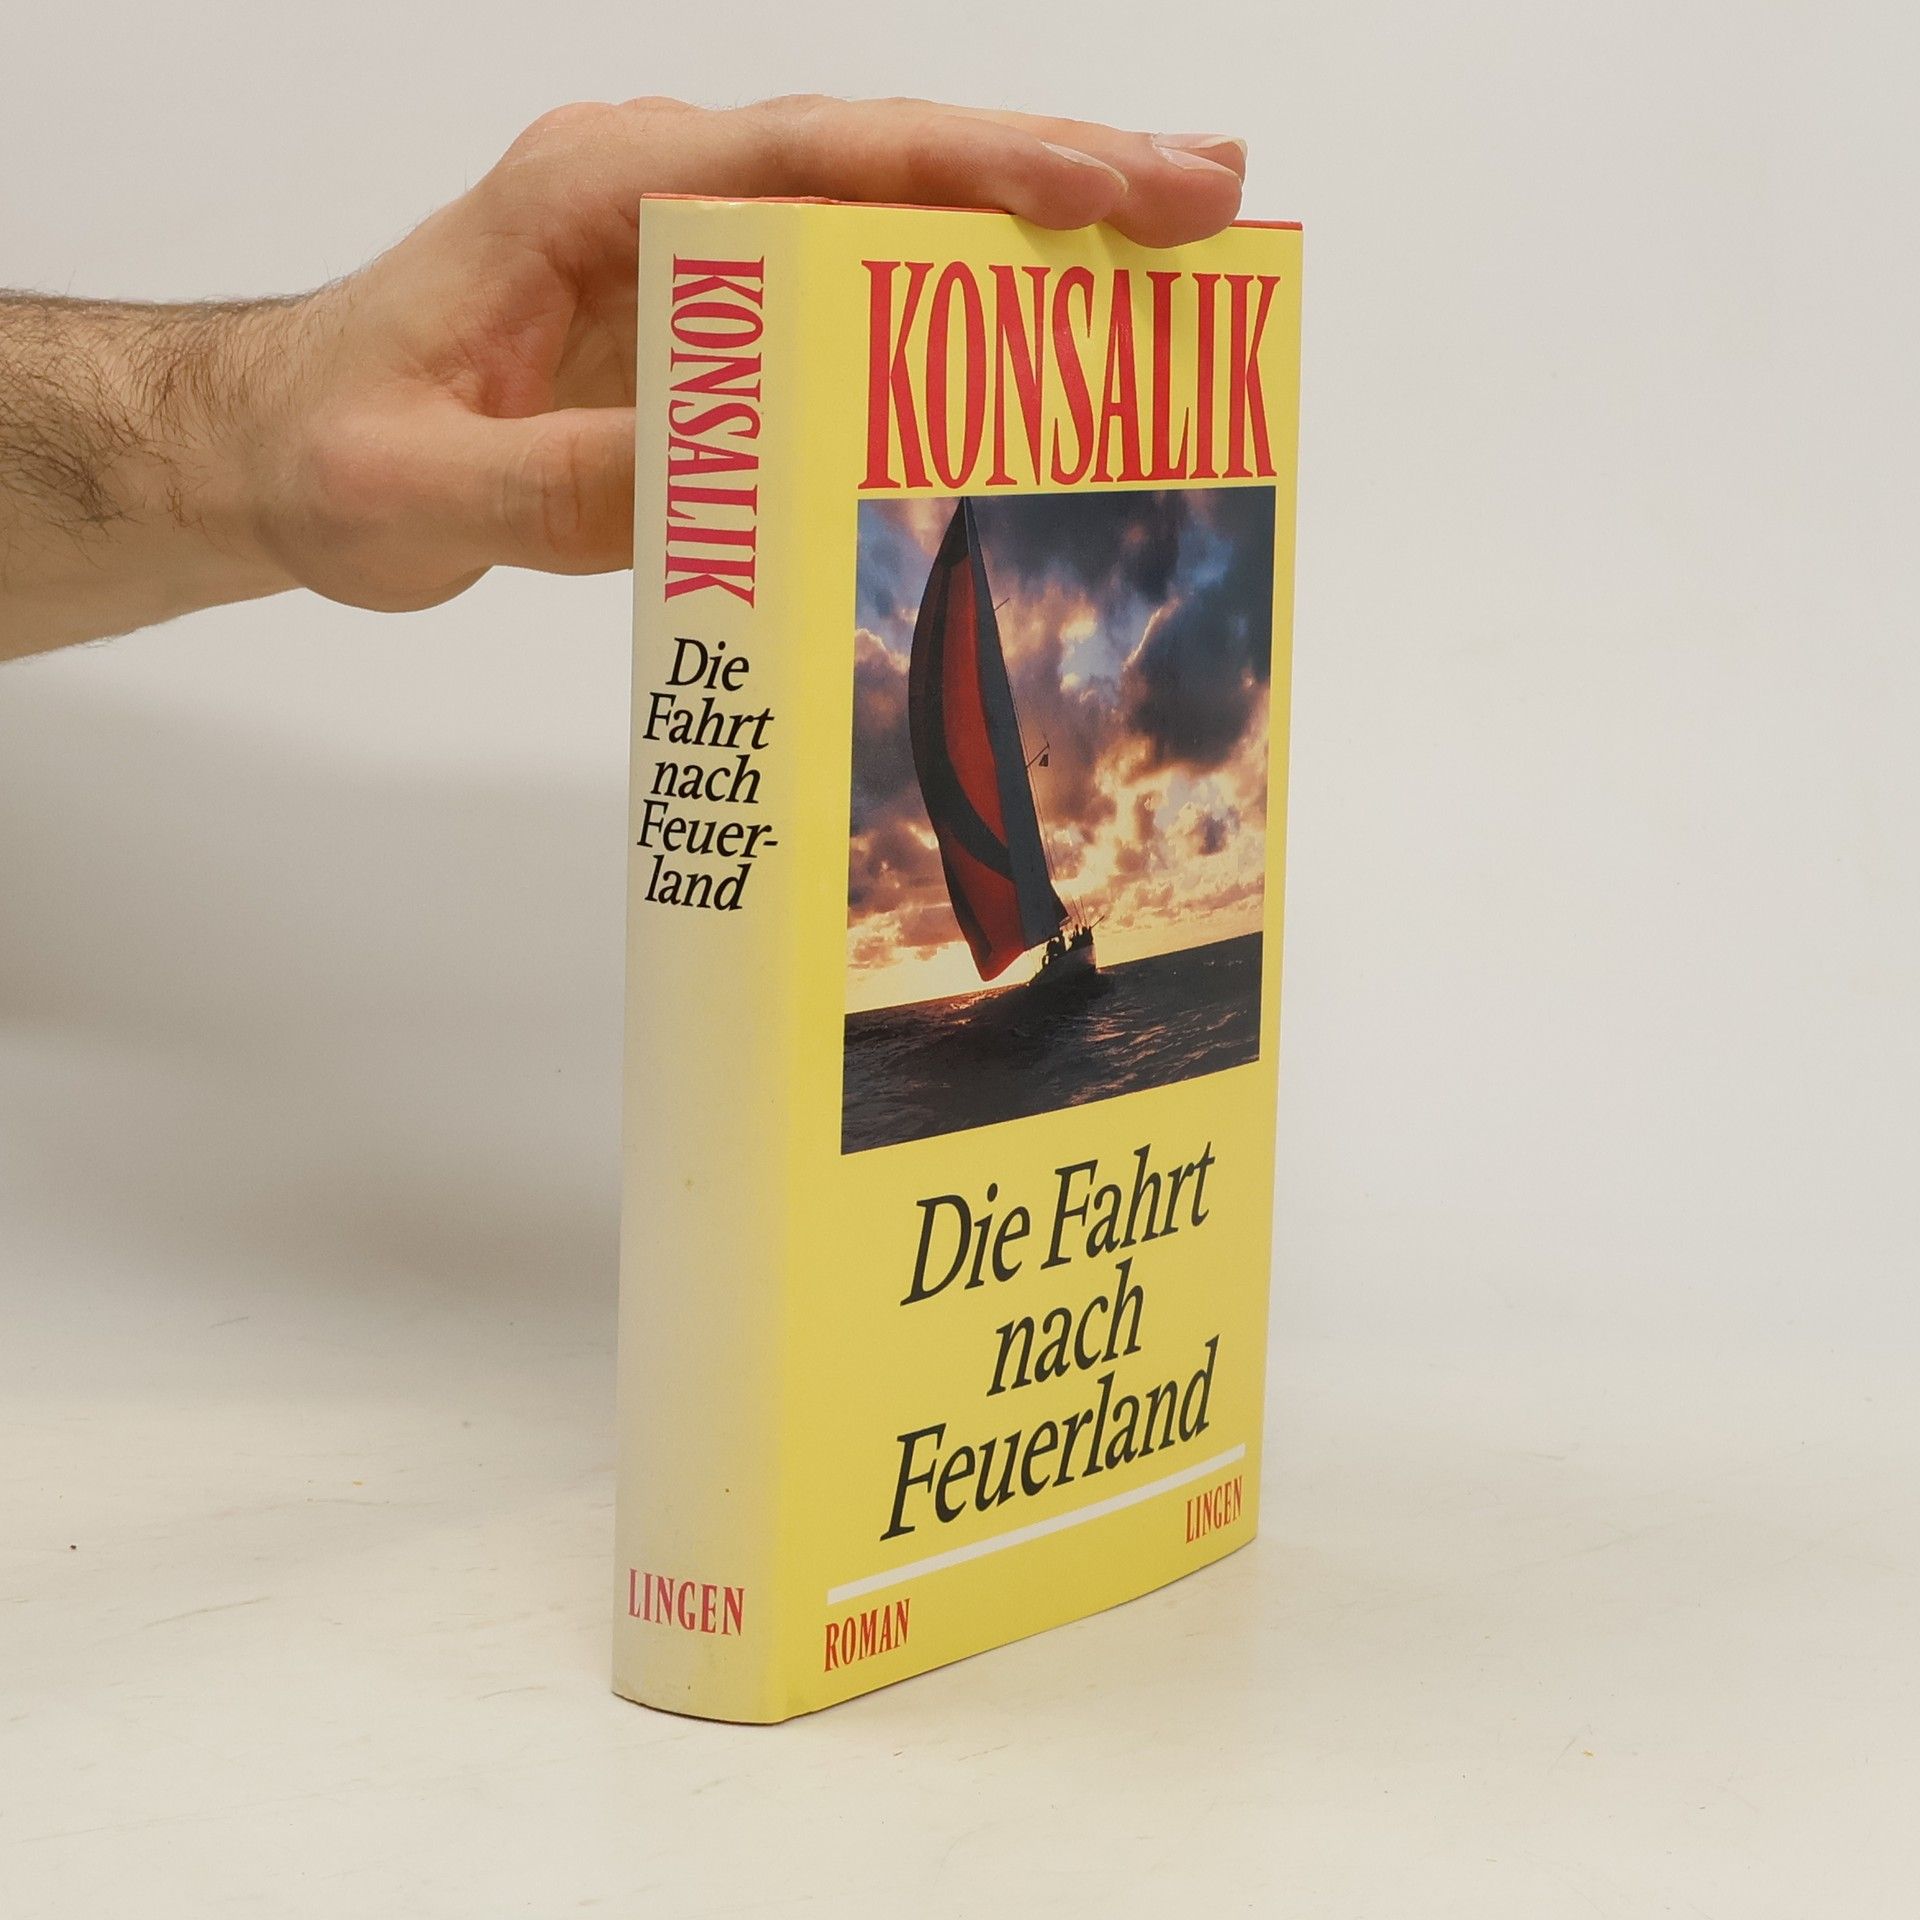 KONSALIK
Die
Fahrt
nach
Feuer-
land
LINGEN
KONSALIK
Die Fahrt
nach
Feuerland
LINGEN
ROMAN